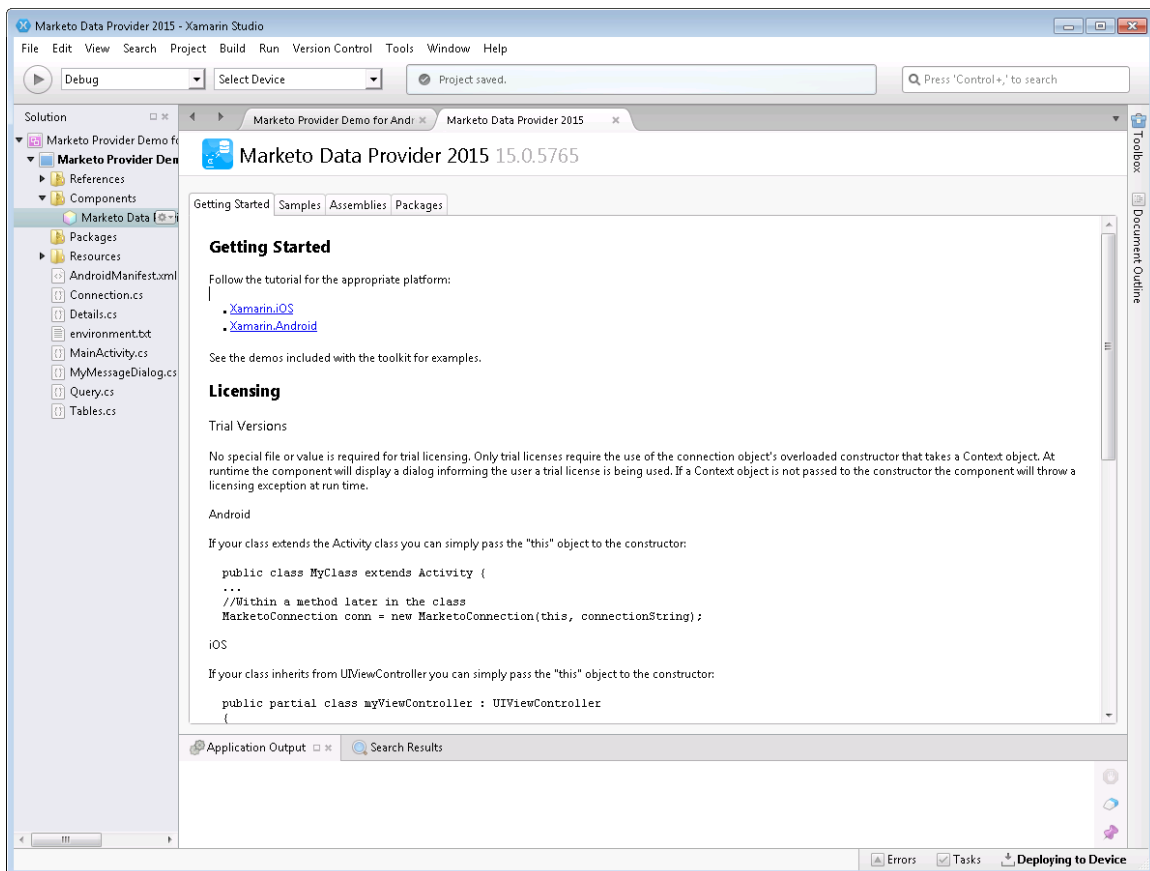 Marketo Data Provider 2015 - Xamarin Studio
File Edit View Search Project Build Run Version Control Tools Window Help
Debug Select Device Project saved. Press 'Control+,' to search
Solution
Marketo Provider Demo fo
Marketo Provider Den
References
Components
Marketo Data
Packages
Resources
AndroidManifest.xml
Connection.cs
Details.cs
environment.txt
MainActivity.cs
MyMessageDialog.cs
Query.cs
Tables.cs
Marketo Provider Demo for Andr Marketo Data Provider 2015
Marketo Data Provider 2015 15.0.5765
Getting Started Samples Assemblies Packages
Getting Started
Follow the tutorial for the appropriate platform:
Xamarin.iOS
Xamarin.Android
See the demos included with the toolkit for examples.
Licensing
Trial Versions
No special file or value is required for trial licensing. Only trial licenses require the use of the connection object's overloaded constructor that takes a Context object. At
runtime the component will display a dialog informing the user a trial license is being used. If a Context object is not passed to the constructor the component will throw a
licensing exception at run time.
Android
If your class extends the Activity class you can simply pass the "this" object to the constructor:
public class MyClass extends Activity {
...
//Within a method later in the class
MarketoConnection conn = new MarketoConnection(this, connectionString);
iOS
If your class inherits from UIViewController you can simply pass the "this" object to the constructor:
public partial class myViewController : UIViewController
{
Application Output Search Results
Toolbox
Document Outline
Errors Tasks Deploying to Device